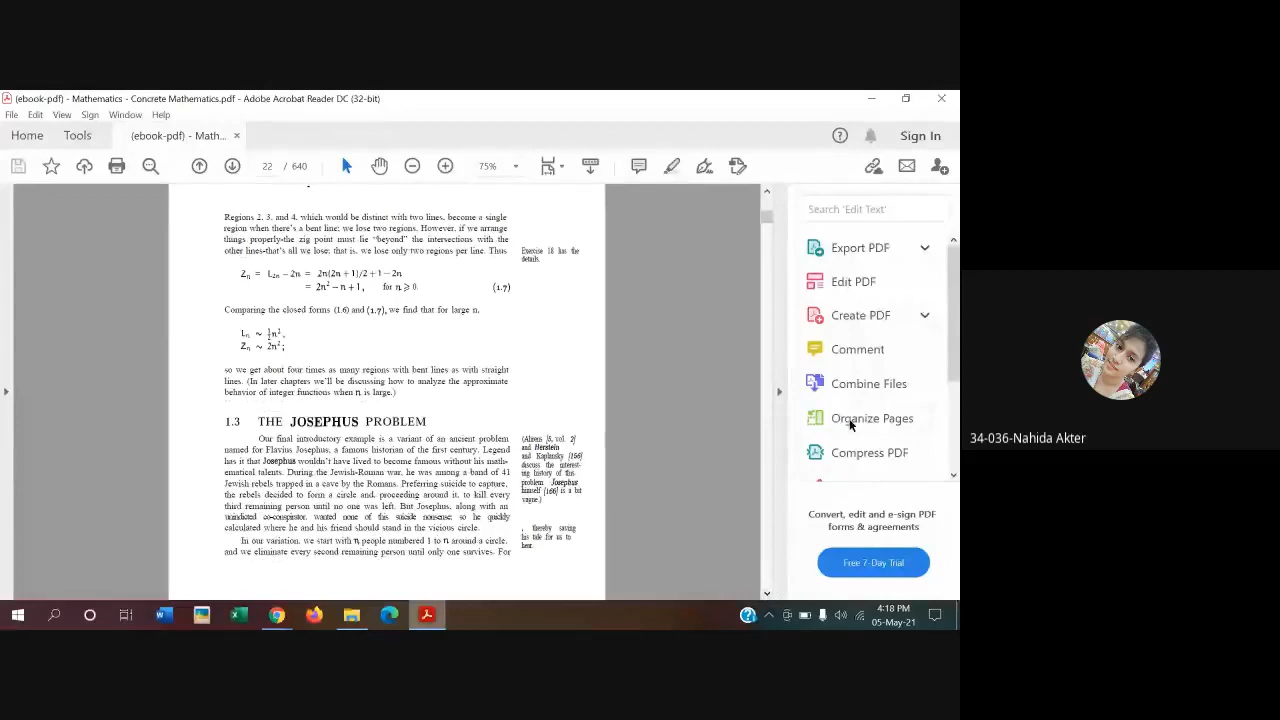 (ebook-pdf) - Mathematics - Concrete Mathematics.pdf - Adobe Acrobat Reader DC (32-bit)
File Edit View Sign Window Help
Home Tools (ebook-pdf) - Math... × Sign In
22 / 640 75%
Regions 2, 3, and 4, which would be distinct with two lines, become a single
region when there's a bent line; we lose two regions. However, if we arrange
things properly-the zig point must lie "beyond" the intersections with the
other lines-that's all we lose; that is, we lose only two regions per line. Thus
Exercise 18 has the
details.
Zn = L2n − 2n = 2n(2n + 1)/2 + 1 − 2n
= 2n² − n + 1, for n ⩾ 0. (1.7)
Comparing the closed forms (1.6) and (1.7), we find that for large n,
Ln ~ ½n²,
Zn ~ 2n²;
so we get about four times as many regions with bent lines as with straight
lines. (In later chapters we'll be discussing how to analyze the approximate
behavior of integer functions when n is large.)
1.3 THE JOSEPHUS PROBLEM
Our final introductory example is a variant of an ancient problem
named for Flavius Josephus, a famous historian of the first century. Legend
has it that Josephus wouldn't have lived to become famous without his math-
ematical talents. During the Jewish-Roman war, he was among a band of 41
Jewish rebels trapped in a cave by the Romans. Preferring suicide to capture,
the rebels decided to form a circle and, proceeding around it, to kill every
third remaining person until no one was left. But Josephus, along with an
unindicted co-conspirator, wanted none of this suicide nonsense; so he quickly
calculated where he and his friend should stand in the vicious circle.
In our variation, we start with n people numbered 1 to n around a circle,
and we eliminate every second remaining person until only one survives. For
(Ahrens [5, vol. 2]
and Herstein
and Kaplansky [156]
discuss the interest-
ing history of this
problem. Josephus
himself [166] is a bit
vague.)
, thereby saving
his tale for us to
hear.
Search 'Edit Text'
Export PDF
Edit PDF
Create PDF
Comment
Combine Files
Organize Pages
Compress PDF
Convert, edit and e-sign PDF
forms & agreements
Free 7-Day Trial
4:18 PM
05-May-21
34-036-Nahida Akter